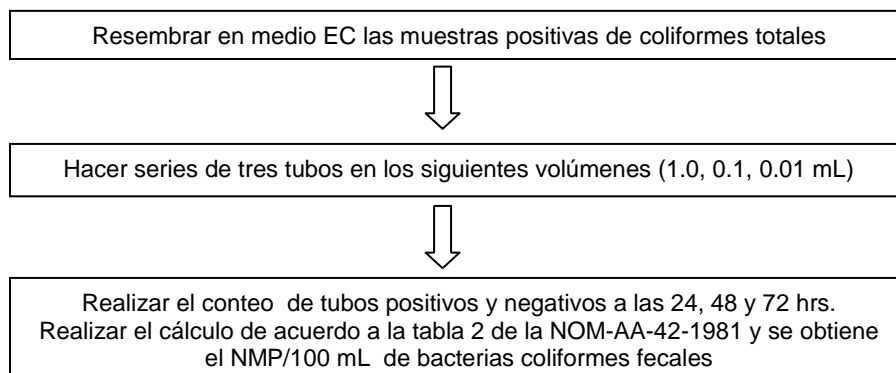 Resembrar en medio EC las muestras positivas de coliformes totales
Hacer series de tres tubos en los siguientes volúmenes (1.0, 0.1, 0.01 mL)
Realizar el conteo de tubos positivos y negativos a las 24, 48 y 72 hrs.
Realizar el cálculo de acuerdo a la tabla 2 de la NOM-AA-42-1981 y se obtiene
el NMP/100 mL de bacterias coliformes fecales